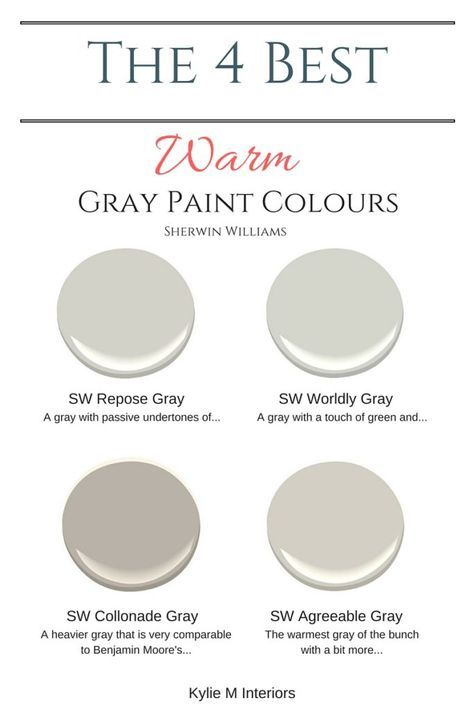 The 4 Best
Warm
Gray Paint Colours
Sherwin Williams
SW Repose Gray
A gray with passive undertones of...
SW Worldly Gray
A gray with a touch of green and...
SW Collonade Gray
A heavier gray that is very comparable
to Benjamin Moore's...
SW Agreeable Gray
The warmest gray of the bunch
with a bit more...
Kylie M Interiors